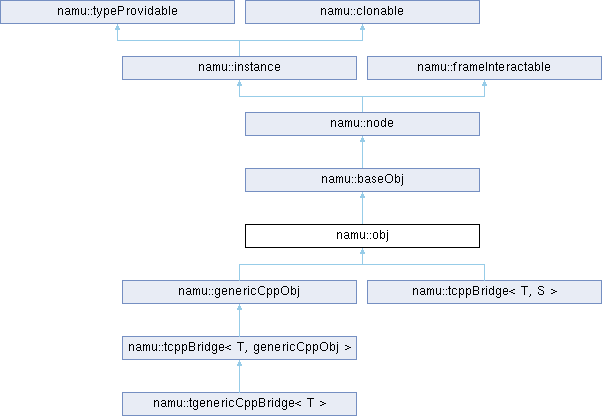 namu::typeProvidable
namu::clonable
namu::instance
namu::frameInteractable
namu::node
namu::baseObj
namu::obj
namu::genericCppObj
namu::tcppBridge< T, S >
namu::tcppBridge< T, genericCppObj >
namu::tgenericCppBridge< T >